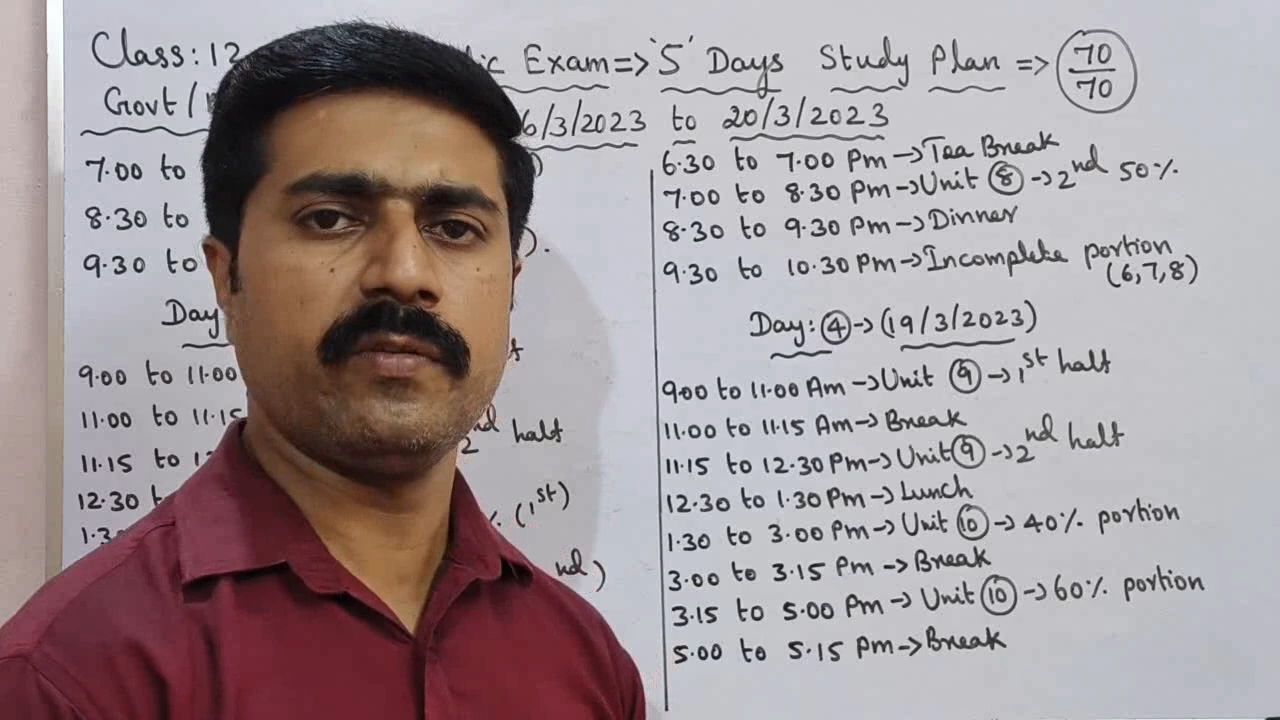 Class: 12 Exam => '5' Days Study Plan => 70/70
Govt/ 6/3/2023 to 20/3/2023
7.00 to
8.30 to
9.30 to
Day
9.00 to 11.00
11.00 to 11.15
2nd half
11.15 to
12.30
% (1st)
1.3
nd)
6.30 to 7.00 Pm -> Tea Break
7.00 to 8.30 Pm -> Unit ⑧ -> 2nd 50%
8.30 to 9.30 Pm -> Dinner
9.30 to 10.30 Pm -> Incomplete portion
(6,7,8)
Day: ④ -> (19/3/2023)
9.00 to 11.00 Am -> Unit ⑨ -> 1st half
11.00 to 11.15 Am -> Break
11.15 to 12.30 Pm -> Unit ⑨ -> 2nd half
12.30 to 1.30 Pm -> Lunch
1.30 to 3.00 Pm -> Unit ⑩ -> 40% portion
3.00 to 3.15 Pm -> Break
3.15 to 5.00 Pm -> Unit ⑩ -> 60% portion
5.00 to 5.15 Pm -> Break